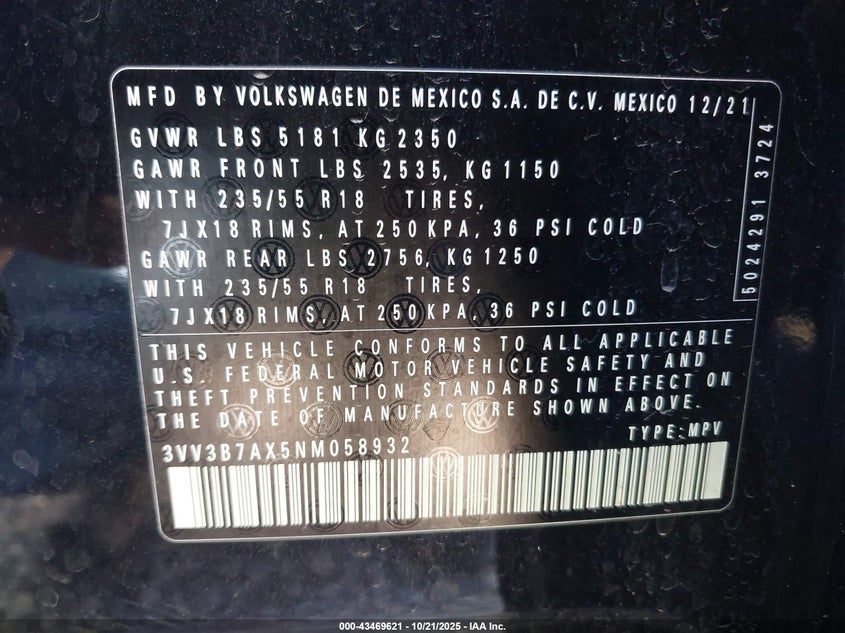 MFD BY VOLKSWAGEN DE MEXICO S.A. DE C.V. MEXICO 12/21
GVWR LBS 5181 KG 2350
GAWR FRONT LBS 2535, KG 1150
WITH 235/55 R18 TIRES,
7JX18 RIMS, AT 250 KPA, 36 PSI COLD
GAWR REAR LBS 2756, KG 1250
WITH 235/55 R18 TIRES,
7JX18 RIMS, AT 250 KPA, 36 PSI COLD
5024291 3724
THIS VEHICLE CONFORMS TO ALL APPLICABLE
U.S. FEDERAL MOTOR VEHICLE SAFETY AND
THEFT PREVENTION STANDARDS IN EFFECT ON
THE DATE OF MANUFACTURE SHOWN ABOVE.
TYPE: MPV
3VV3B7AX5NM058932
000-43469621 - 10/21/2025 - IAA Inc.